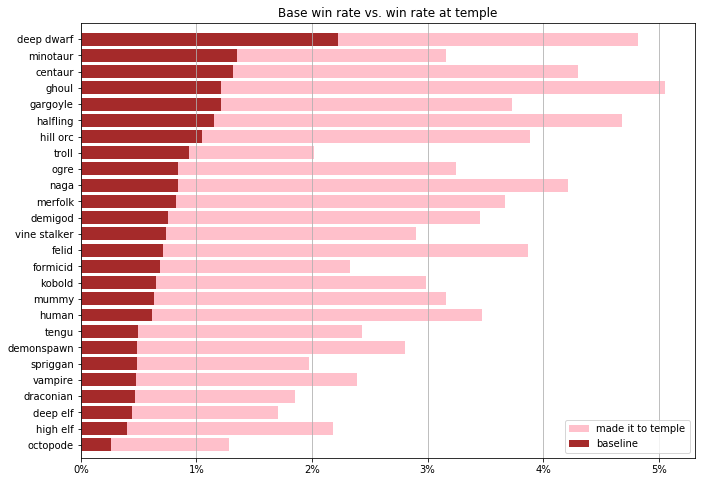 Base win rate vs. win rate at temple
deep dwarf
minotaur
centaur
ghoul
gargoyle
halfling
hill orc
troll
ogre
naga
merfolk
demigod
vine stalker
felid
formicid
kobold
mummy
human
tengu
demonspawn
spriggan
vampire
draconian
deep elf
high elf
octopode
made it to temple
baseline
0% 1% 2% 3% 4% 5%